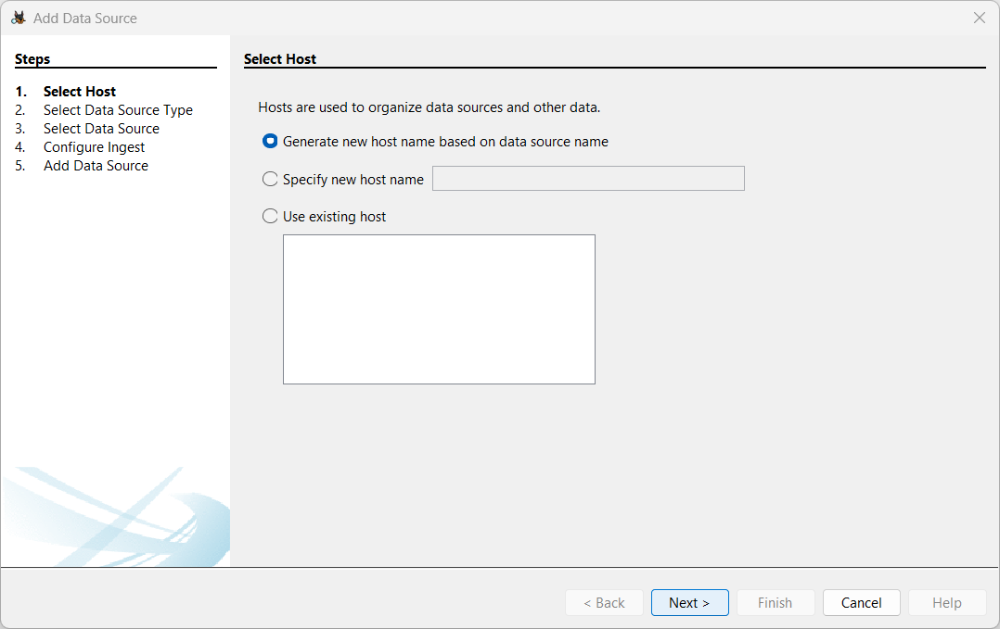 Add Data Source
Steps
1. Select Host
2. Select Data Source Type
3. Select Data Source
4. Configure Ingest
5. Add Data Source
Select Host
Hosts are used to organize data sources and other data.
Generate new host name based on data source name
Specify new host name
Use existing host
< Back
Next >
Finish
Cancel
Help